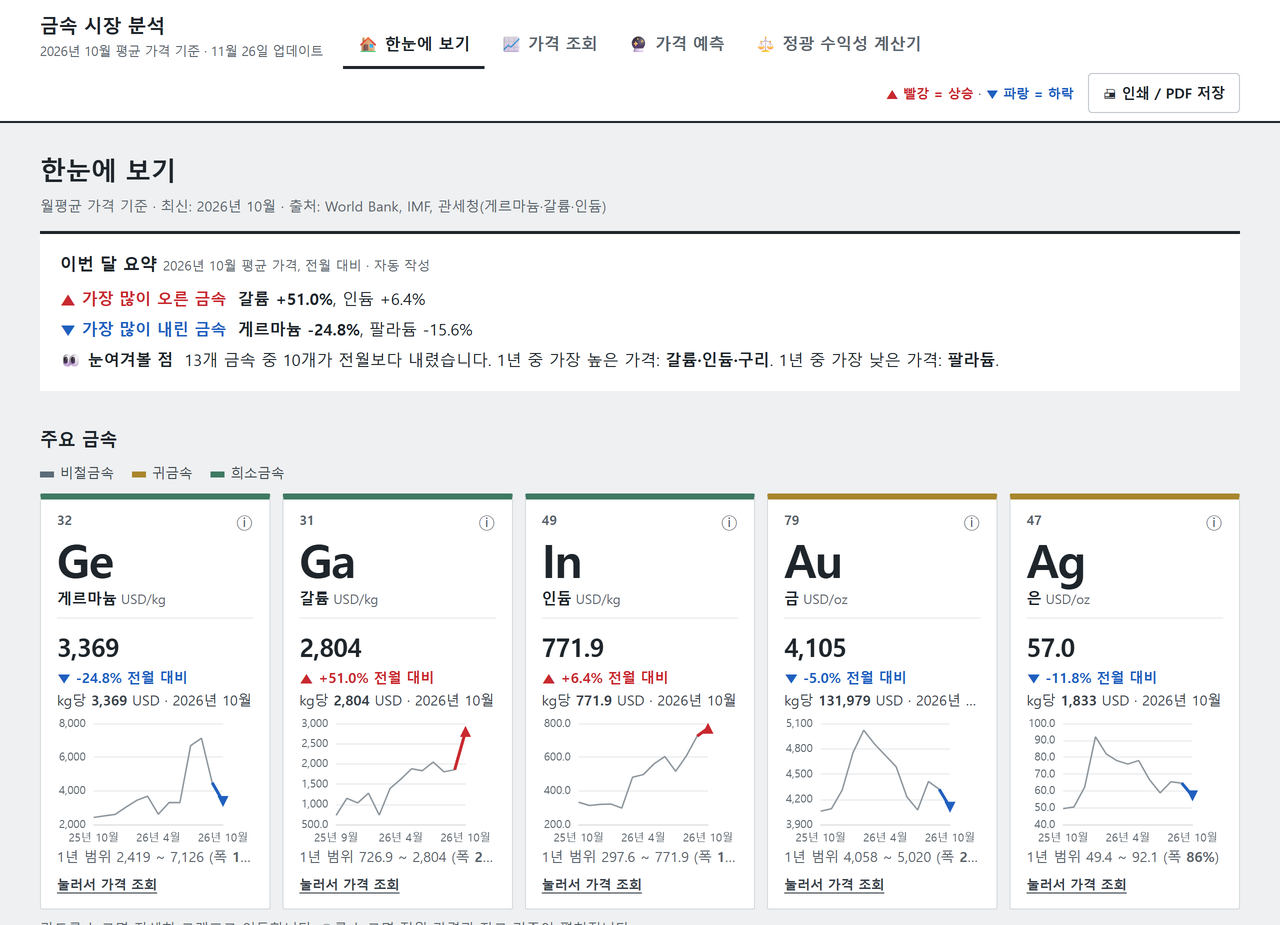 금속 시장 분석
2026년 10월 평균 가격 기준 · 11월 26일 업데이트
한눈에 보기
가격 조회
가격 예측
정광 수익성 계산기
▲ 빨강 = 상승 · ▼ 파랑 = 하락
인쇄 / PDF 저장
한눈에 보기
월평균 가격 기준 · 최신: 2026년 10월 · 출처: World Bank, IMF, 관세청(게르마늄·갈륨·인듐)
이번 달 요약 2026년 10월 평균 가격, 전월 대비 · 자동 작성
▲ 가장 많이 오른 금속 갈륨 +51.0%, 인듐 +6.4%
▼ 가장 많이 내린 금속 게르마늄 -24.8%, 팔라듐 -15.6%
눈여겨볼 점 13개 금속 중 10개가 전월보다 내렸습니다. 1년 중 가장 높은 가격: 갈륨·인듐·구리. 1년 중 가장 낮은 가격: 팔라듐.
주요 금속
비철금속 귀금속 희소금속
32 ⓘ
Ge
게르마늄 USD/kg
3,369
▼ -24.8% 전월 대비
kg당 3,369 USD · 2026년 10월
8,000
6,000
4,000
2,000
25년 10월 26년 4월 26년 10월
1년 범위 2,419 ~ 7,126 (폭 1...
눌러서 가격 조회
31 ⓘ
Ga
갈륨 USD/kg
2,804
▲ +51.0% 전월 대비
kg당 2,804 USD · 2026년 10월
3,000
2,500
2,000
1,500
1,000
500.0
25년 9월 26년 4월 26년 10월
1년 범위 726.9 ~ 2,804 (폭 2...
눌러서 가격 조회
49 ⓘ
In
인듐 USD/kg
771.9
▲ +6.4% 전월 대비
kg당 771.9 USD · 2026년 10월
800.0
600.0
400.0
200.0
25년 10월 26년 4월 26년 10월
1년 범위 297.6 ~ 771.9 (폭 1...
눌러서 가격 조회
79 ⓘ
Au
금 USD/oz
4,105
▼ -5.0% 전월 대비
kg당 131,979 USD · 2026년 ...
5,100
4,800
4,500
4,200
3,900
25년 10월 26년 4월 26년 10월
1년 범위 4,058 ~ 5,020 (폭 2...
눌러서 가격 조회
47 ⓘ
Ag
은 USD/oz
57.0
▼ -11.8% 전월 대비
kg당 1,833 USD · 2026년 10월
100.0
90.0
80.0
70.0
60.0
50.0
40.0
25년 10월 26년 4월 26년 10월
1년 범위 49.4 ~ 92.1 (폭 86%)
눌러서 가격 조회